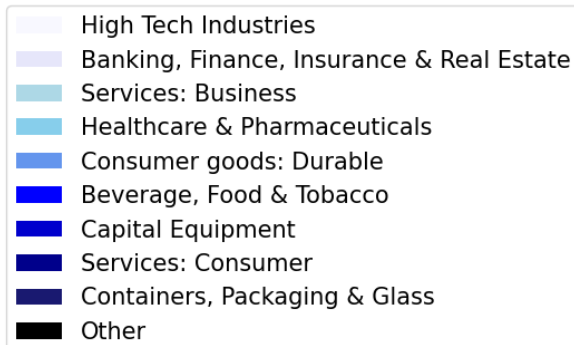 High Tech Industries
Banking, Finance, Insurance & Real Estate
Services: Business
Healthcare & Pharmaceuticals
Consumer goods: Durable
Beverage, Food & Tobacco
Capital Equipment
Services: Consumer
Containers, Packaging & Glass
Other